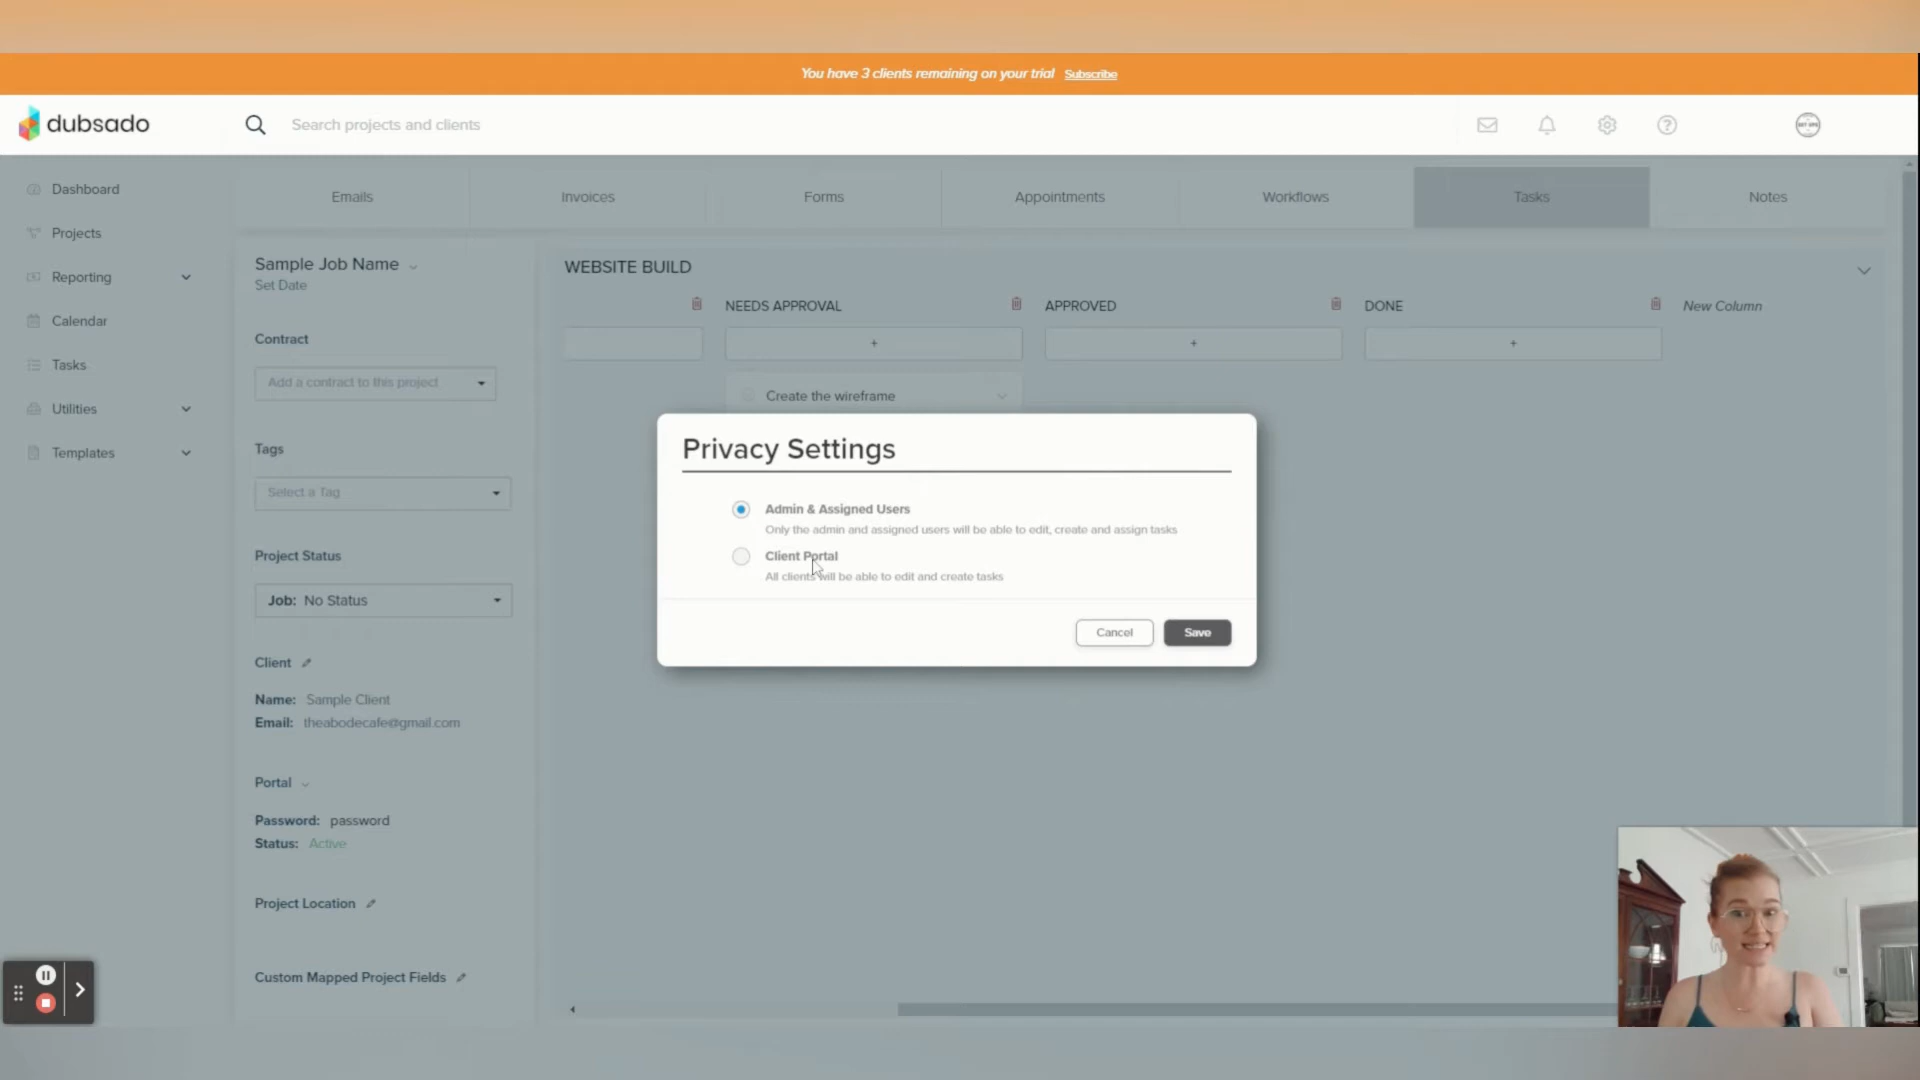 You have 3 clients remaining on your trial Subscribe
dubsado
Search projects and clients
Dashboard
Projects
Reporting
Calendar
Tasks
Utilities
Templates
Emails
Invoices
Forms
Appointments
Workflows
Tasks
Notes
Sample Job Name
Set Date
Contract
Add a contract to this project
Tags
Select a Tag
Project Status
Job: No Status
Client
Name: Sample Client
Email: theabodecafe@gmail.com
Portal
Password: password
Status: Active
Project Location
Custom Mapped Project Fields
WEBSITE BUILD
NEEDS APPROVAL
APPROVED
DONE
New Column
+
+
+
Create the wireframe
Privacy Settings
Admin & Assigned Users
Only the admin and assigned users will be able to edit, create and assign tasks
Client Portal
All clients will be able to edit and create tasks
Cancel
Save